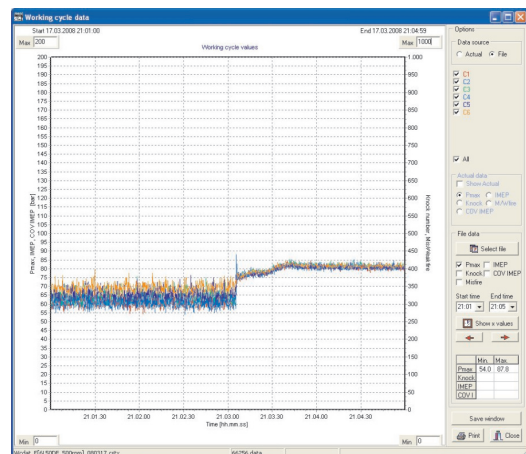 Working cycle data
Start 17.03.2008 21:01:00
End 17.03.2008 21:04:59
Max 200
Max 1000
Working cycle values
200
195
190
185
180
175
170
165
160
155
150
145
140
135
130
125
120
115
110
105
100
95
90
85
80
75
70
65
60
55
50
45
40
35
30
25
20
15
10
5
0
Pmax, IMEP, COV IMEP [bar]
1.000
950
900
850
800
750
700
650
600
550
500
450
400
350
300
250
200
150
100
50
0
21.01.30
21.02.00
21.02.30
21.03.00
21.03.30
21.04.00
21.04.30
Time [hh.mm.ss]
Min 0
Min 0
66256 data
Options
Data source
Actual File
C1
C2
C3
C4
C5
C6
All
Actual data
Show Actual
Pmax IMEP
Knock M/Wfire
COV IMEP
File data
Select file
Pmax IMEP
Knock COV IMEP
Misfire
Start time End time
21:01 21:05
Show x values
Min. Max.
Pmax 54.0 87.8
Knock
IMEP
COV I
Save window
Print Close